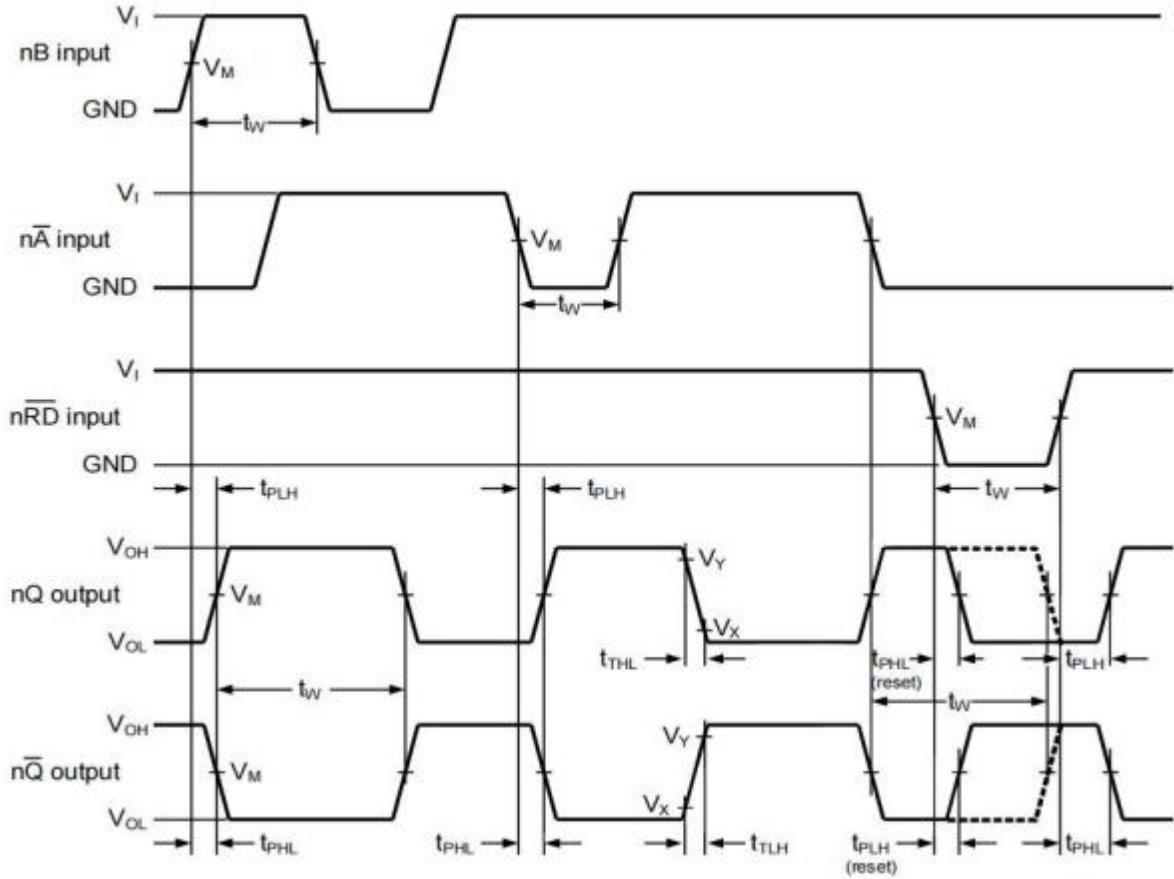 VI
nB input
VM
GND
tW
VI
nA̅ input
VM
GND
tW
VI
nR̅D̅ input
VM
GND
tPLH
tPLH
tW
VOH
VY
nQ output
VM
VX
VOL
tTHL
tPHL
(reset)
tPLH
tW
tW
VOH
VY
nQ̅ output
VM
VX
VOL
tPHL
tPHL
tTLH
tPLH
(reset)
tPHL